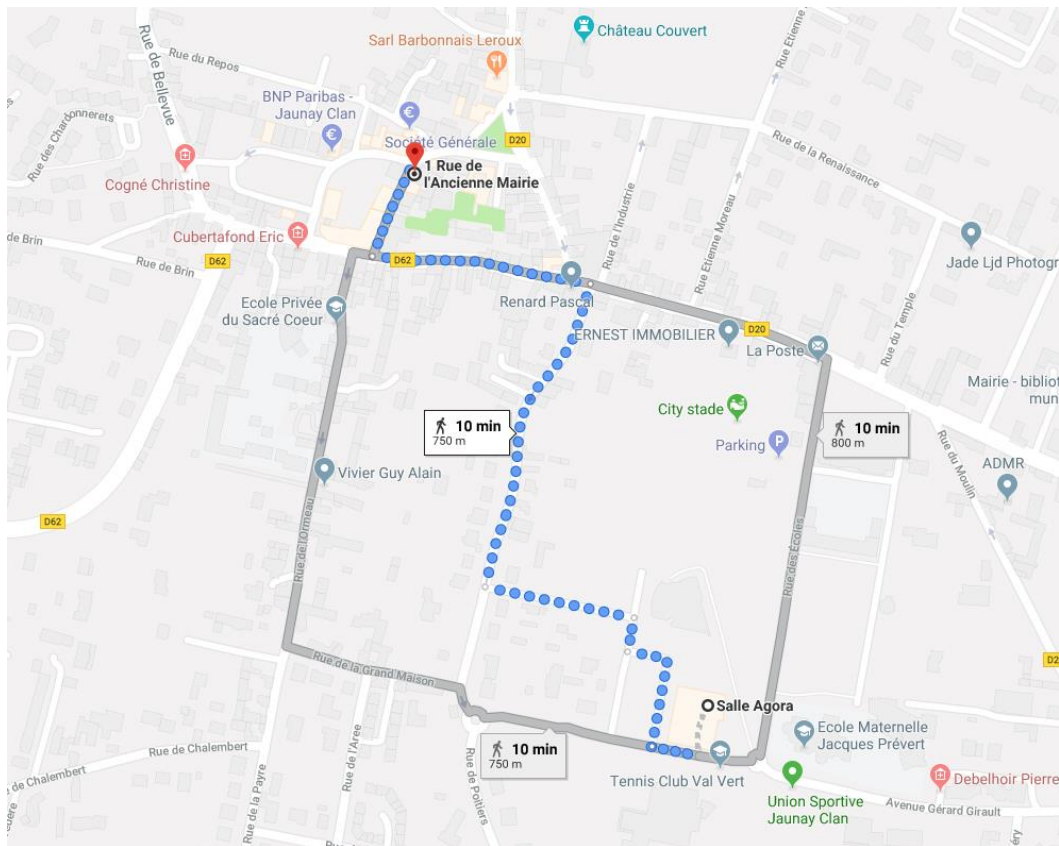 Château Couvert
Sarl Barbonnais Leroux
Rue de Bellevue
Rue du Repos
Rue Etienne
BNP Paribas -
Jaunay Clan
Société Générale
D20
Rue des Chardonnerets
Rue de la Renaissance
Cogné Christine
1 Rue de
l'Ancienne Mairie
Rue de l'Industrie
Rue Etienne Moreau
Cubertafond Eric
de Brin
D62
Rue de Brin
D62
Jade Ljd Photogr
Renard Pascal
Ecole Privée
du Sacré Coeur
ERNEST IMMOBILIER
D20
La Poste
Rue du Temple
Mairie - bibliot
mun
City stade
10 min
750 m
10 min
800 m
Parking
Rue du Moulin
ADMR
Vivier Guy Alain
D62
Rue de l'Ormeau
Rue des Écoles
Rue de la Grand Maison
D2
Salle Agora
Rue de Chalembert
Rue de l'Aree
10 min
750 m
Ecole Maternelle
Jacques Prévert
Rue de Chalembert
Rue de la Payre
Rue de Poitiers
Tennis Club Val Vert
Debelhoir Pierre
Union Sportive
Jaunay Clan
Avenue Gérard Girault